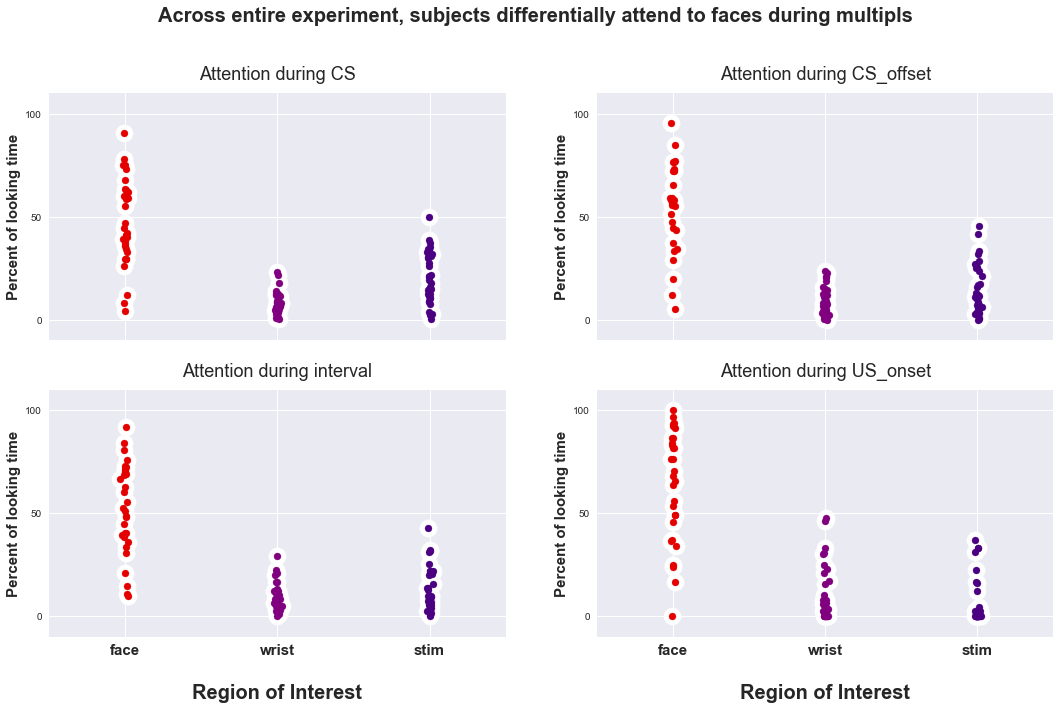 Across entire experiment, subjects differentially attend to faces during multipls
Attention during CS
Attention during CS_offset
Percent of looking time
100
50
0
Percent of looking time
100
50
0
Attention during interval
Attention during US_onset
Percent of looking time
100
50
0
Percent of looking time
100
50
0
face wrist stim
face wrist stim
Region of Interest
Region of Interest